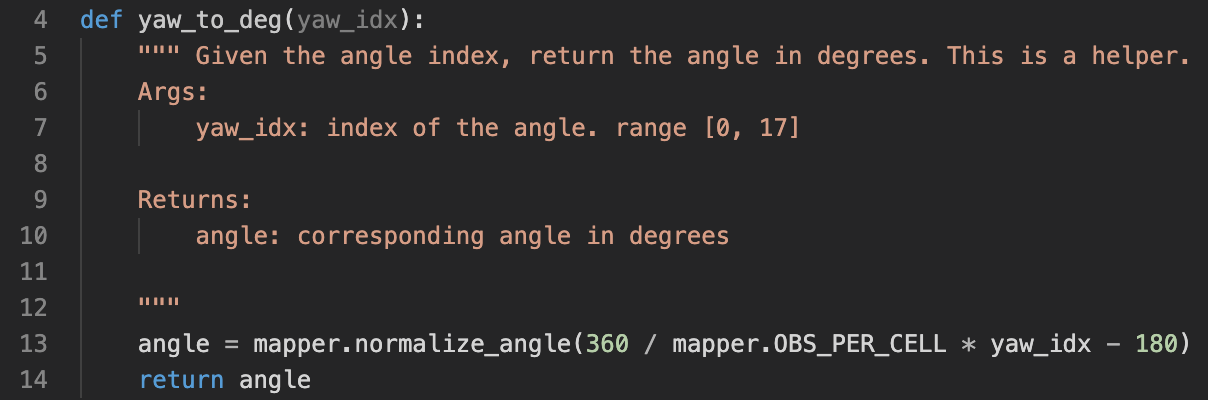 4 def yaw_to_deg(yaw_idx):
5 """ Given the angle index, return the angle in degrees. This is a helper.
6 Args:
7 yaw_idx: index of the angle. range [0, 17]
8
9 Returns:
10 angle: corresponding angle in degrees
11
12 """
13 angle = mapper.normalize_angle(360 / mapper.OBS_PER_CELL * yaw_idx - 180)
14 return angle